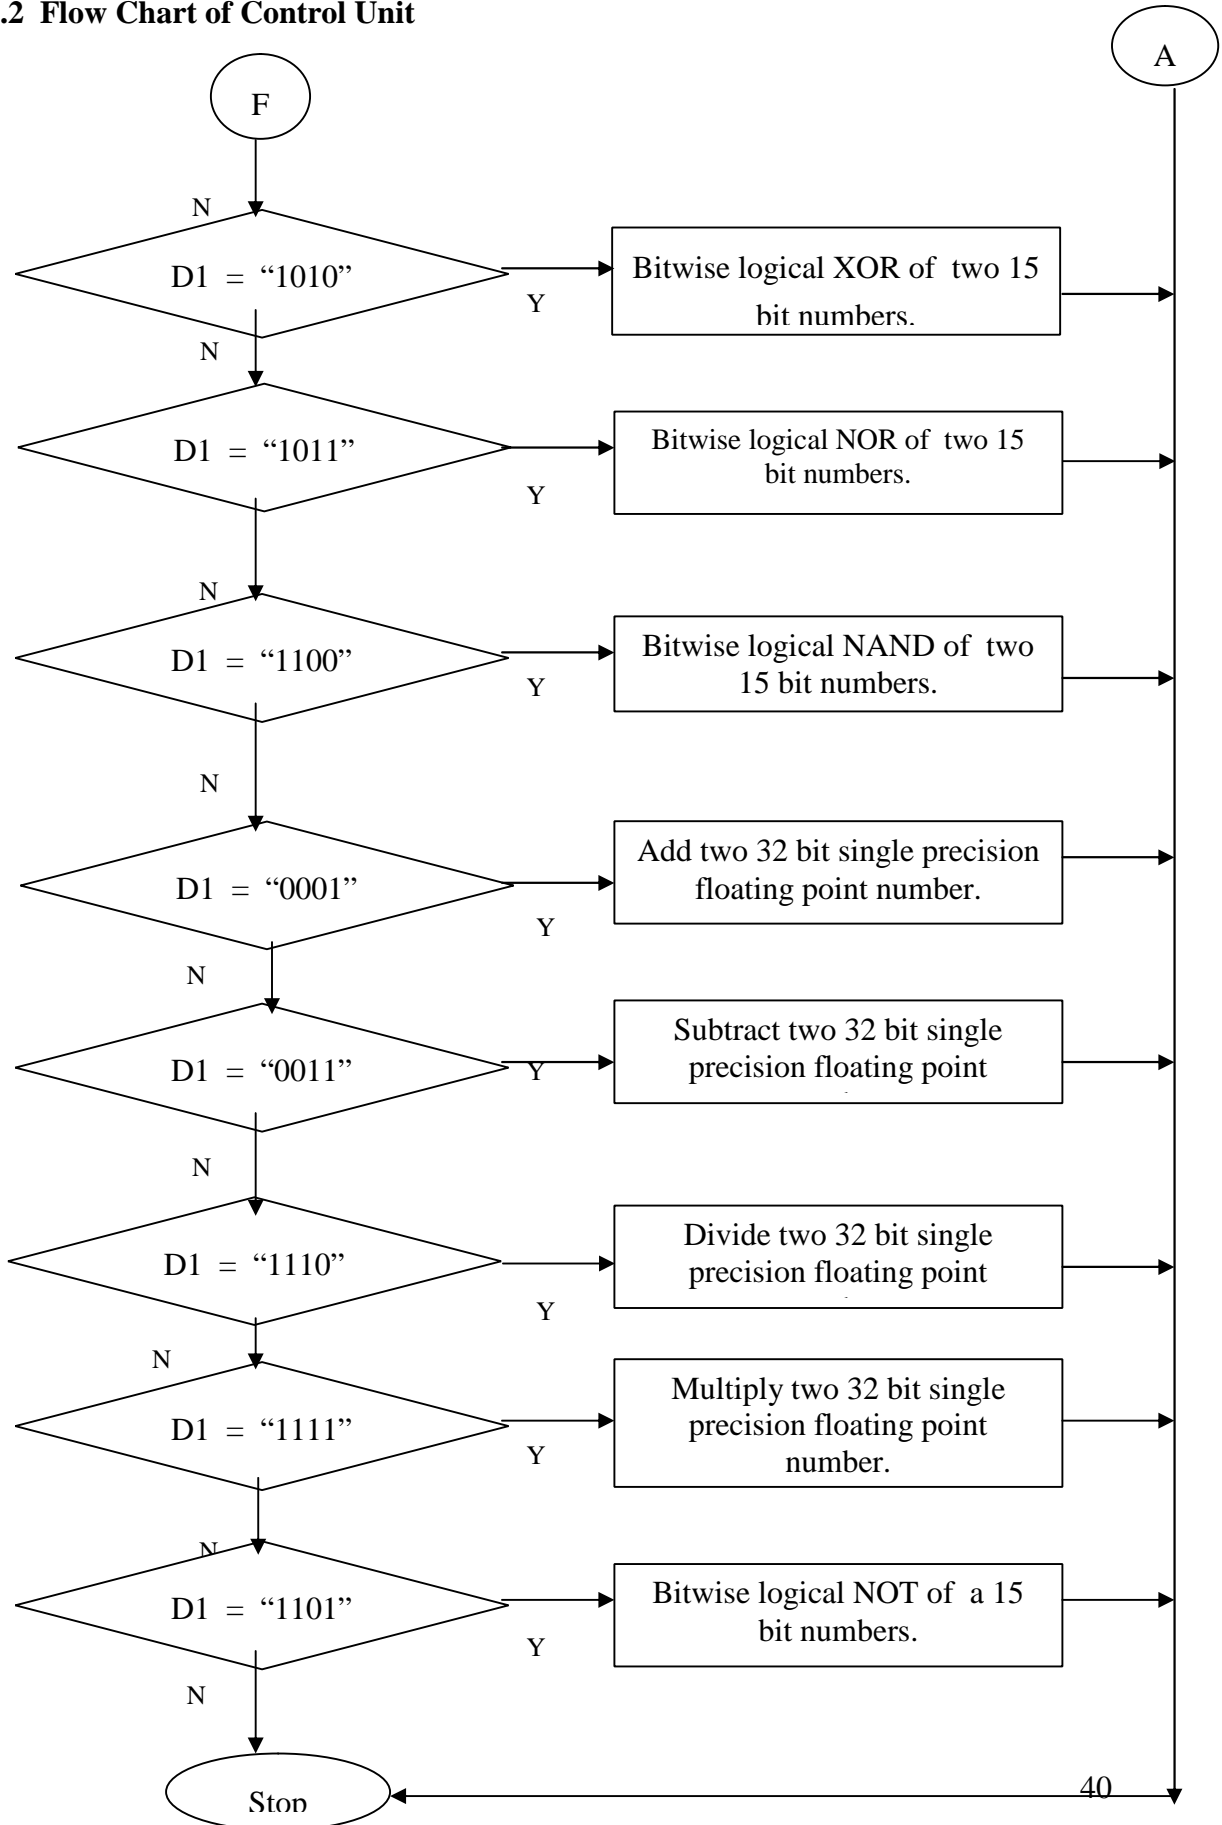 .2 Flow Chart of Control Unit
A
F
N
D1 = “1010”
Y
Bitwise logical XOR of two 15
bit numbers.
N
D1 = “1011”
Y
Bitwise logical NOR of two 15
bit numbers.
N
D1 = “1100”
Y
Bitwise logical NAND of two
15 bit numbers.
N
D1 = “0001”
Y
Add two 32 bit single precision
floating point number.
N
D1 = “0011”
Y
Subtract two 32 bit single
precision floating point
N
D1 = “1110”
Y
Divide two 32 bit single
precision floating point
N
D1 = “1111”
Y
Multiply two 32 bit single
precision floating point
number.
N
D1 = “1101”
Y
Bitwise logical NOT of a 15
bit numbers.
N
Stop
40